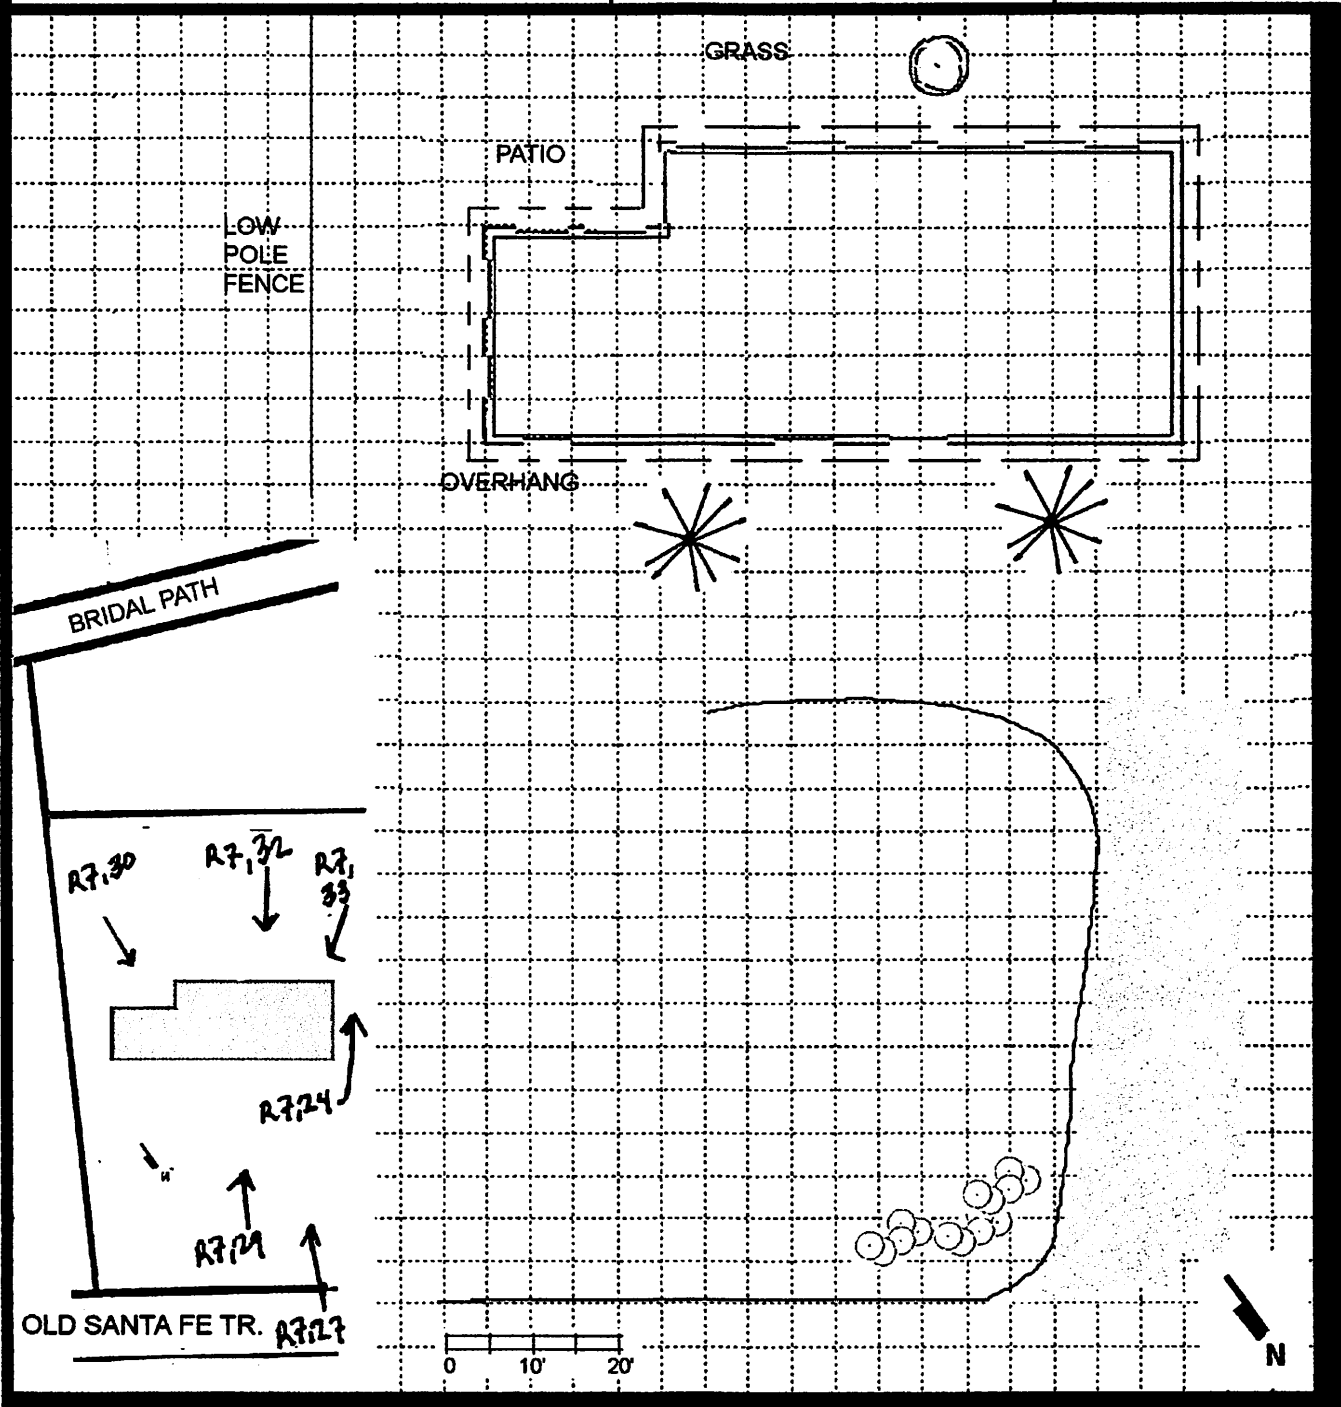 GRASS
PATIO
LOW
POLE
FENCE
OVERHANG
BRIDAL PATH
R7,30
R7,32
R7,
33
R7,24
N
R7,29
OLD SANTA FE TR.
R7,27
0 10' 20'
N